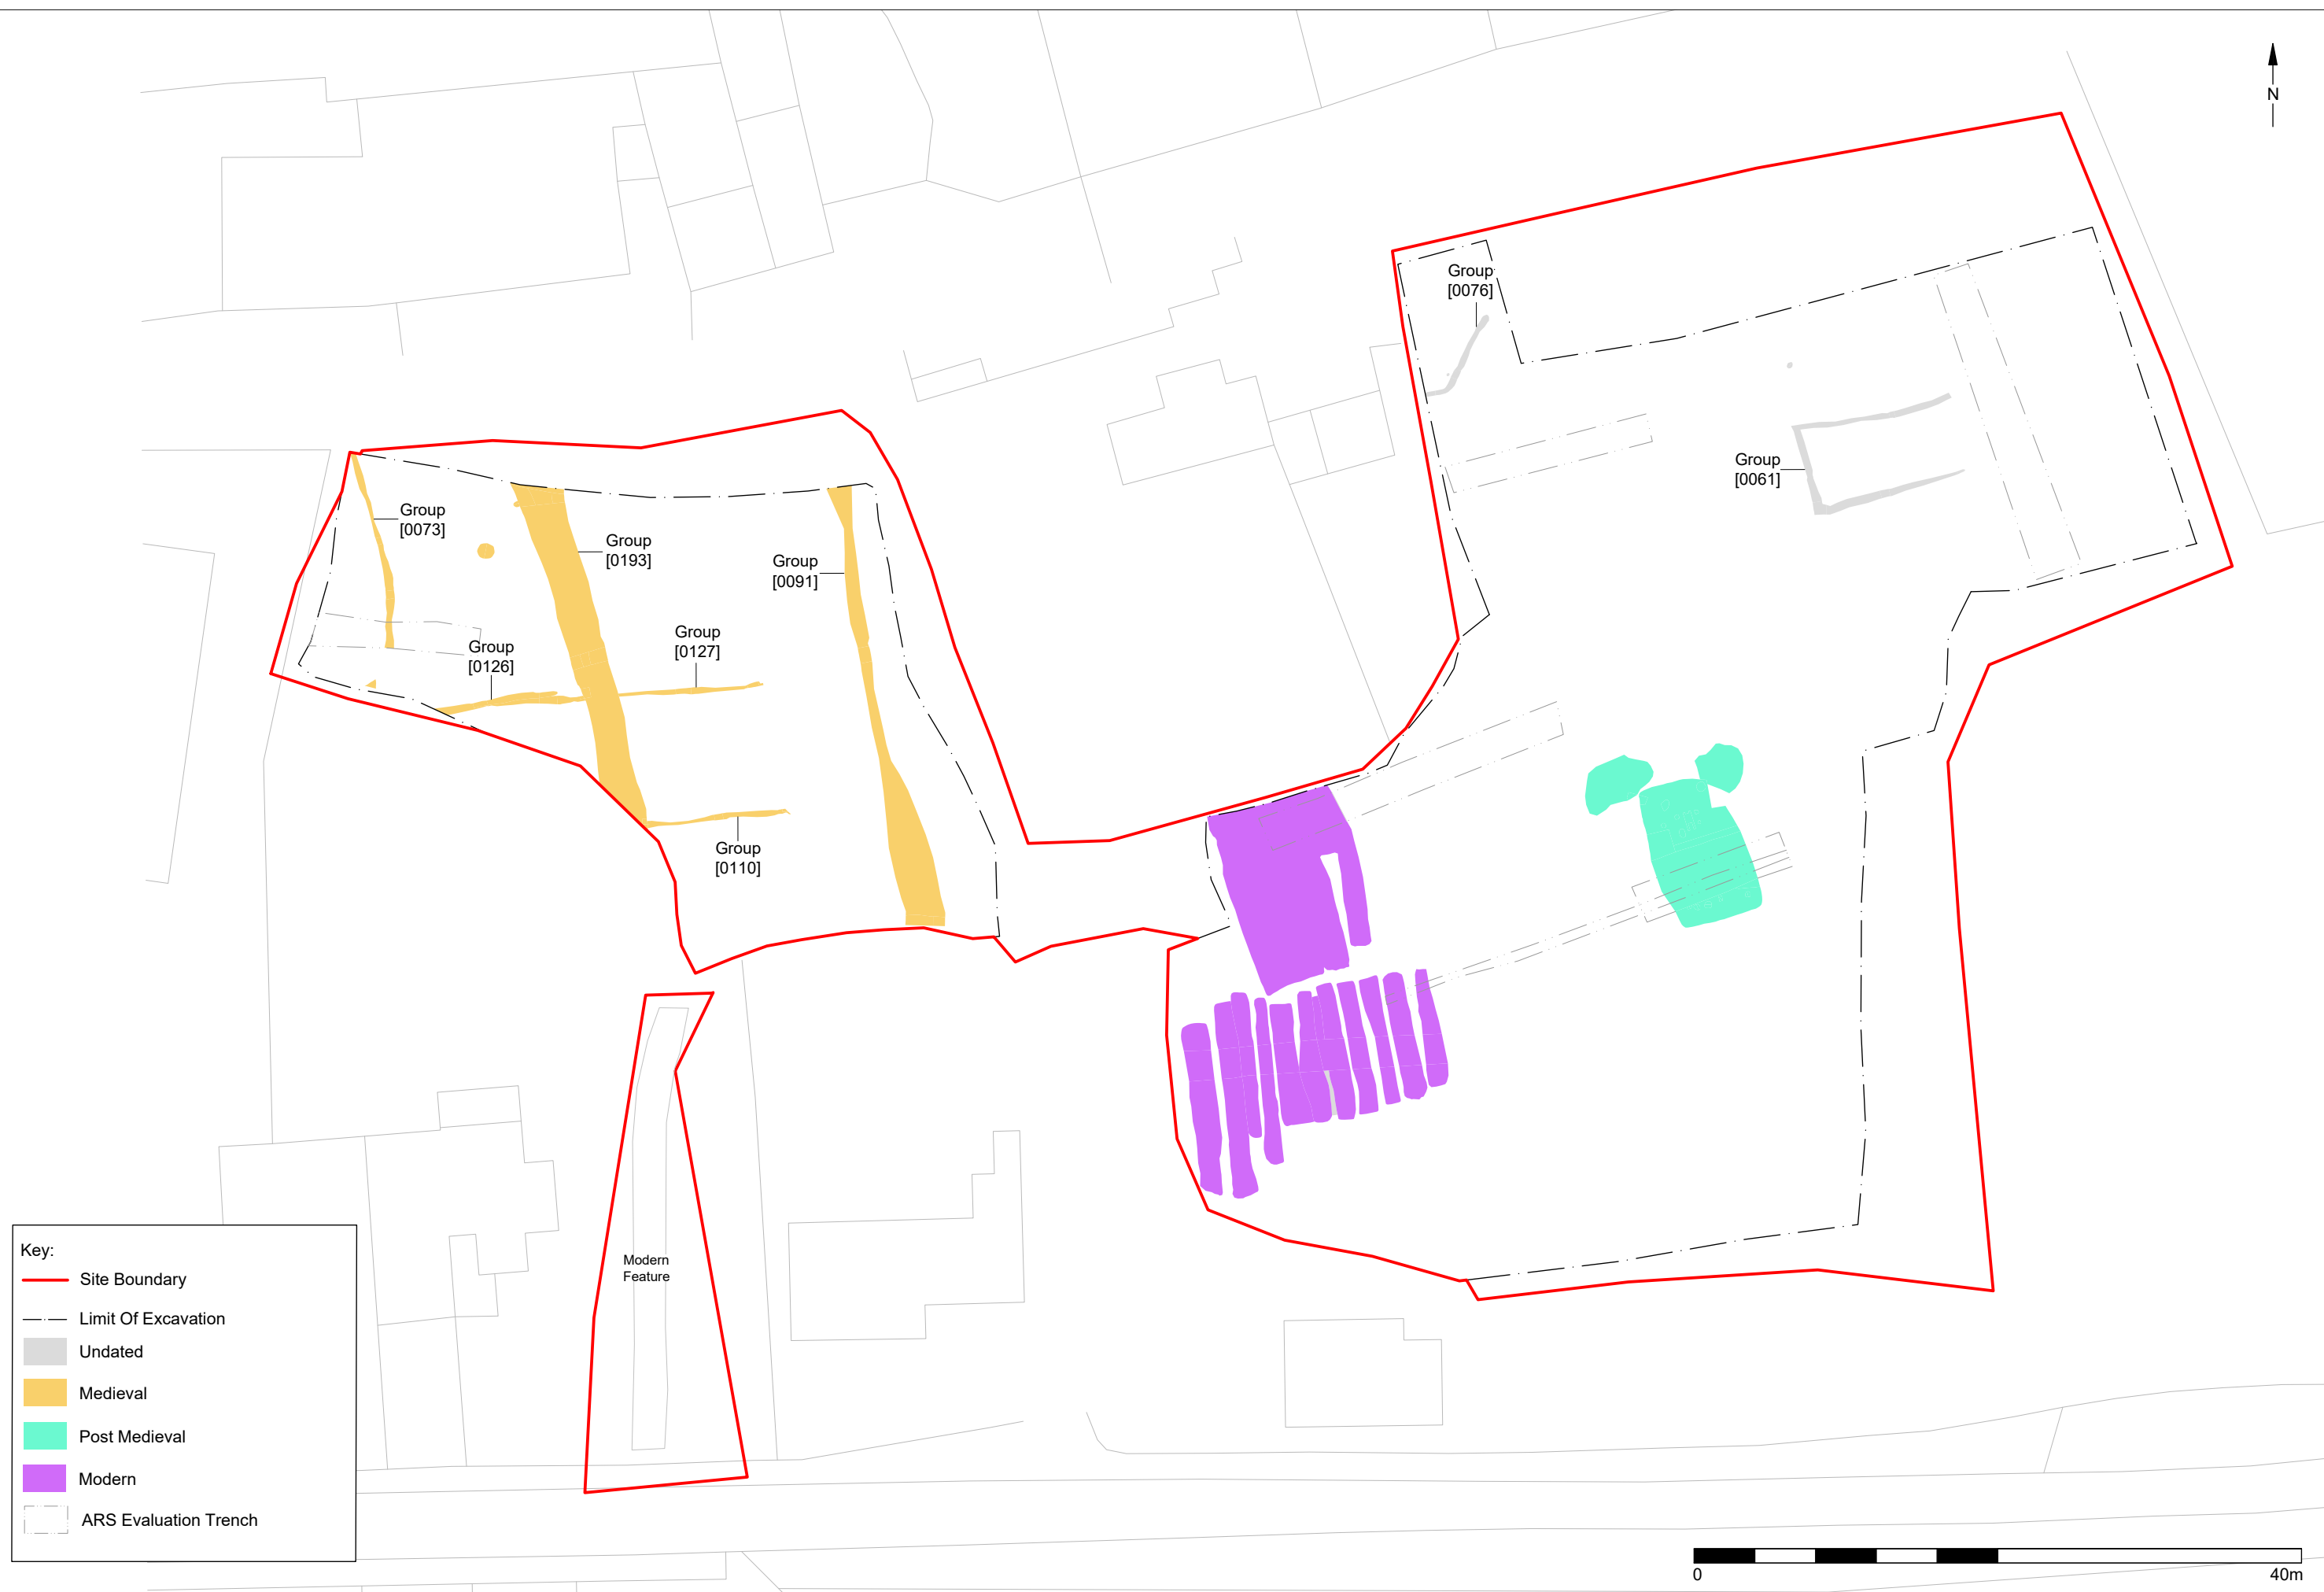 N
Group
[0076]
Group
[0061]
Group
[0073]
Group
[0193]
Group
[0091]
Group
[0127]
Group
[0126]
Group
[0110]
Modern
Feature
Key:
Site Boundary
Limit Of Excavation
Undated
Medieval
Post Medieval
Modern
ARS Evaluation Trench
0 40m